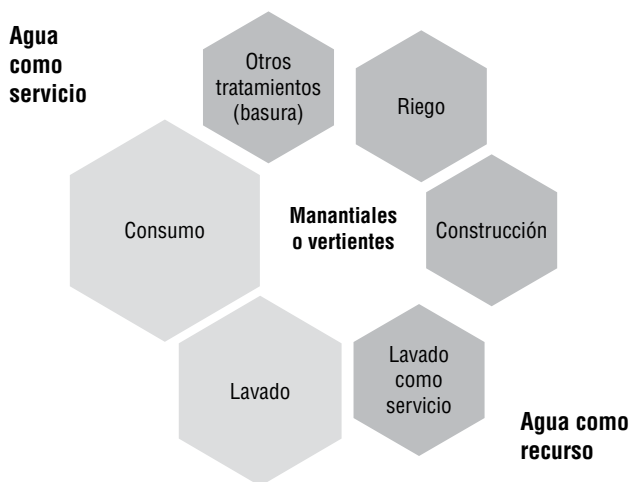 Agua
como
servicio
Otros
tratamientos
(basura)
Riego
Consumo
Manantiales
o vertientes
Construcción
Lavado
Lavado
como
servicio
Agua como
recurso